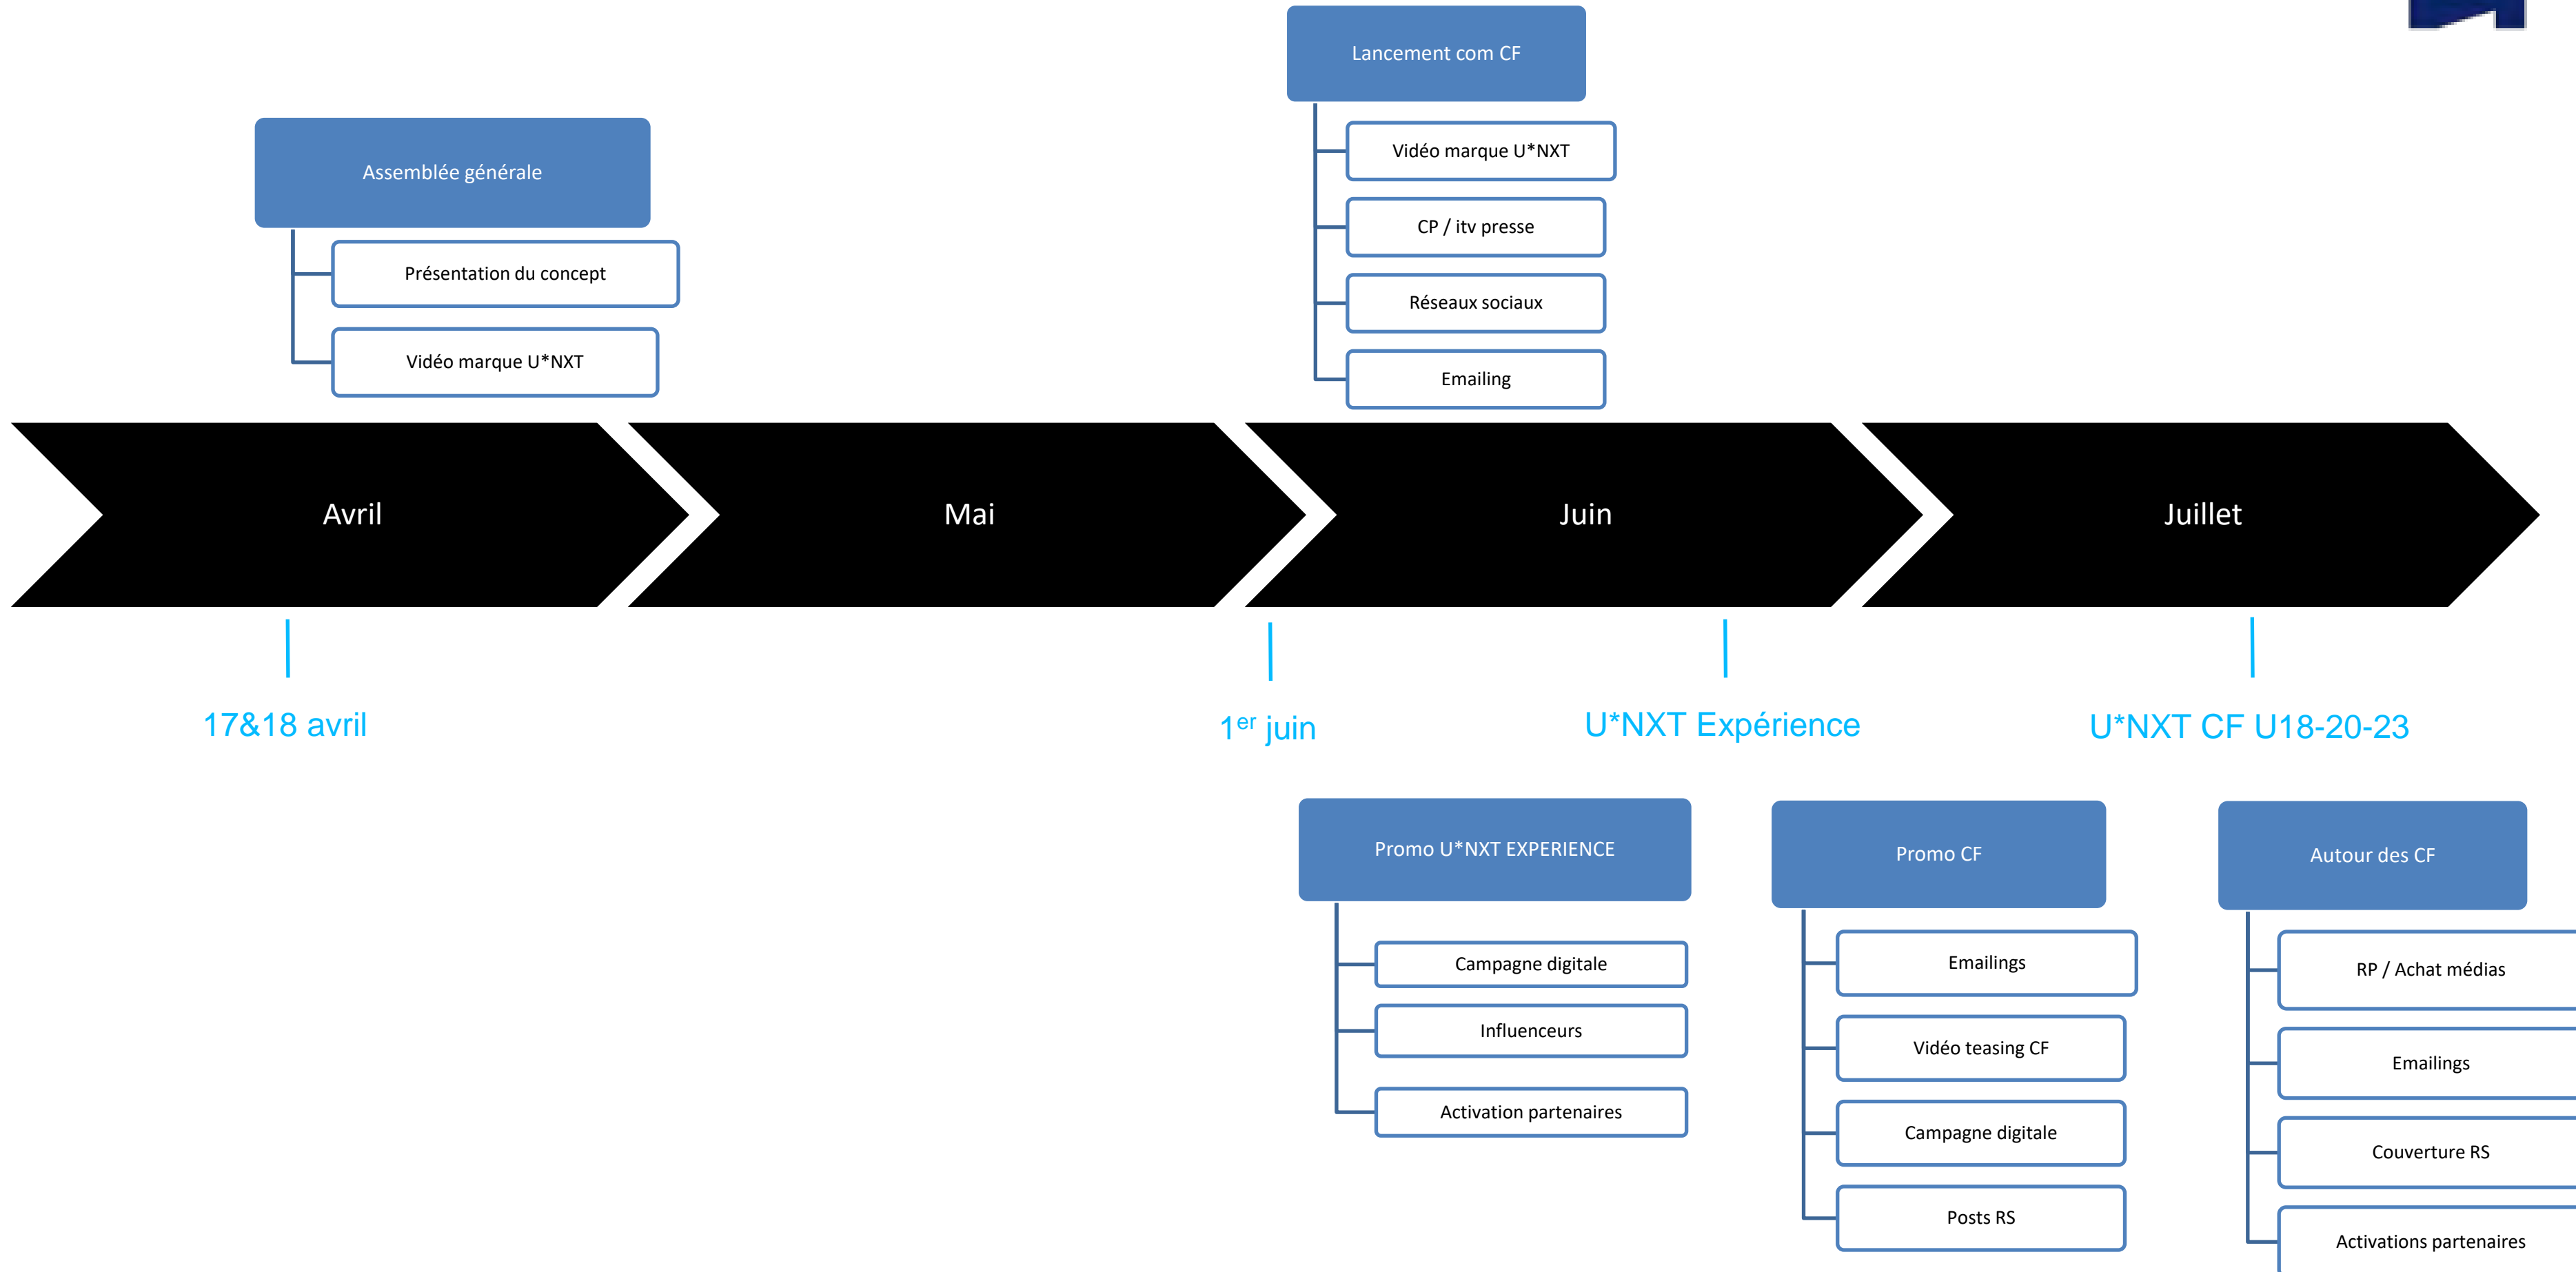 Lancement com CF
Vidéo marque U*NXT
CP / itv presse
Réseaux sociaux
Emailing
Assemblée générale
Présentation du concept
Vidéo marque U*NXT
Avril
Mai
Juin
Juillet
17&18 avril
1er juin
U*NXT Expérience
U*NXT CF U18-20-23
Promo U*NXT EXPERIENCE
Campagne digitale
Influenceurs
Activation partenaires
Promo CF
Emailings
Vidéo teasing CF
Campagne digitale
Posts RS
Autour des CF
RP / Achat médias
Emailings
Couverture RS
Activations partenaires